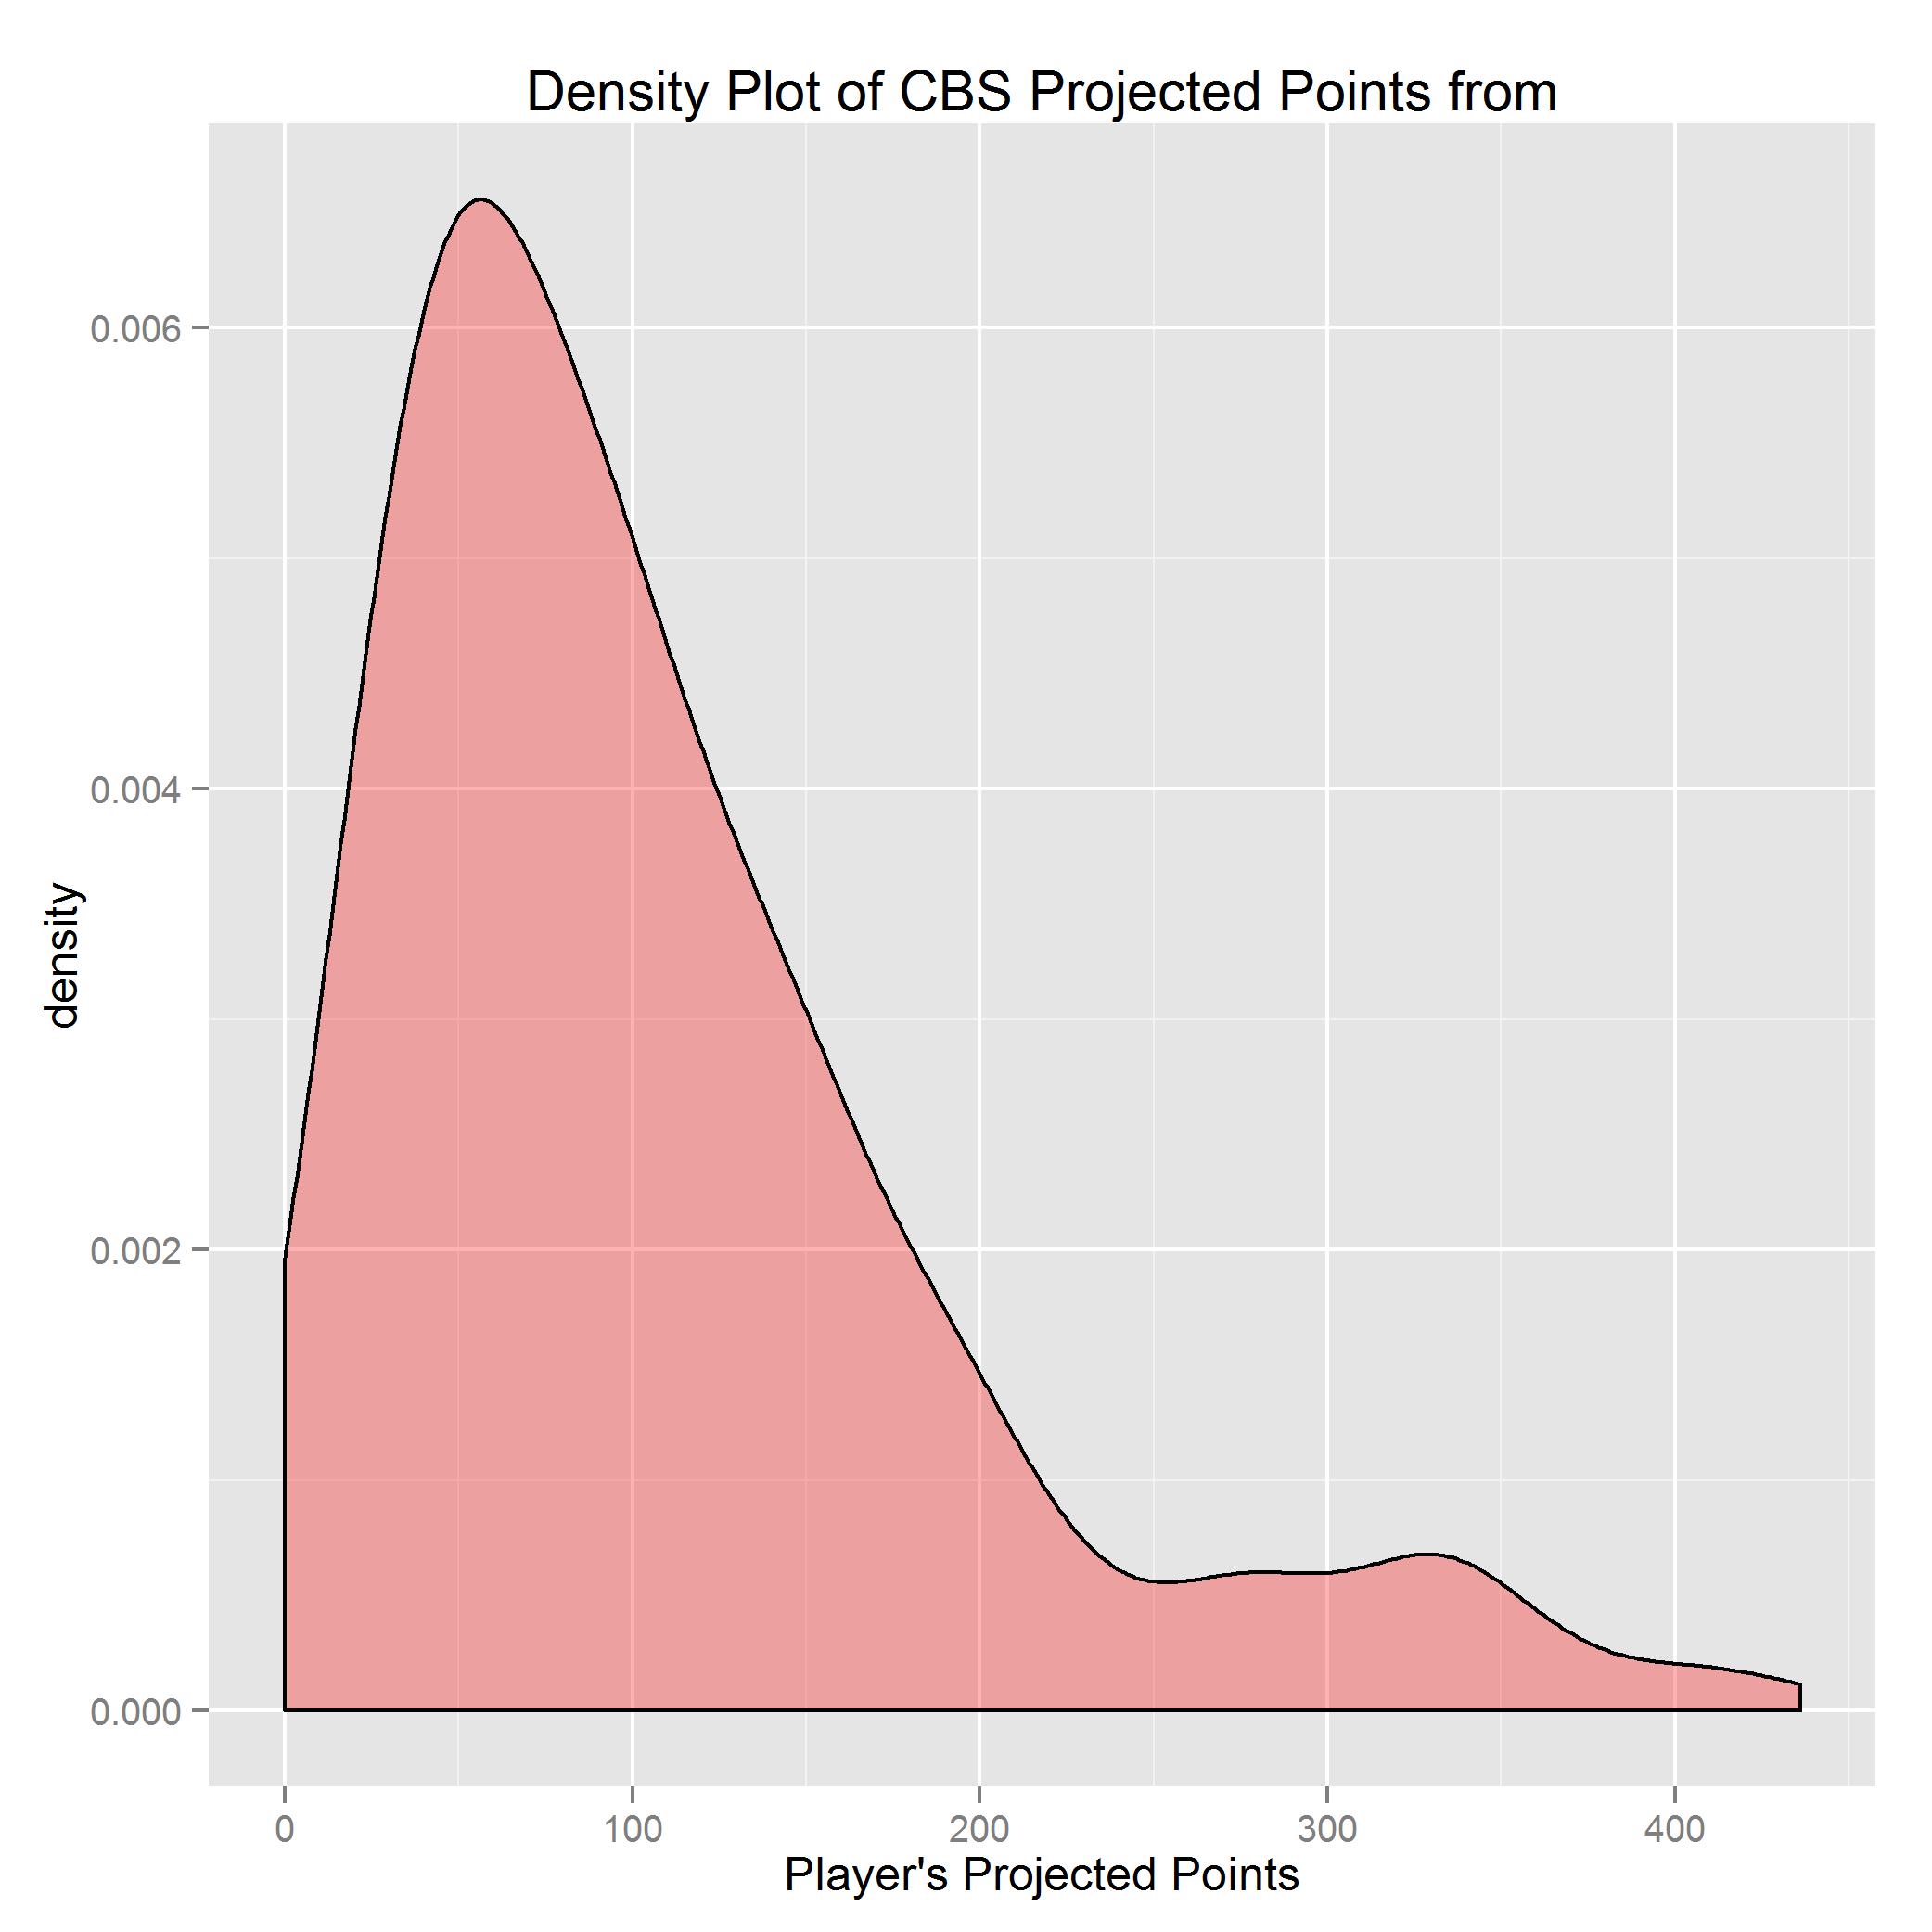 Density Plot of CBS Projected Points from
0.006
0.004
0.002
0.000
density
0 100 200 300 400
Player's Projected Points